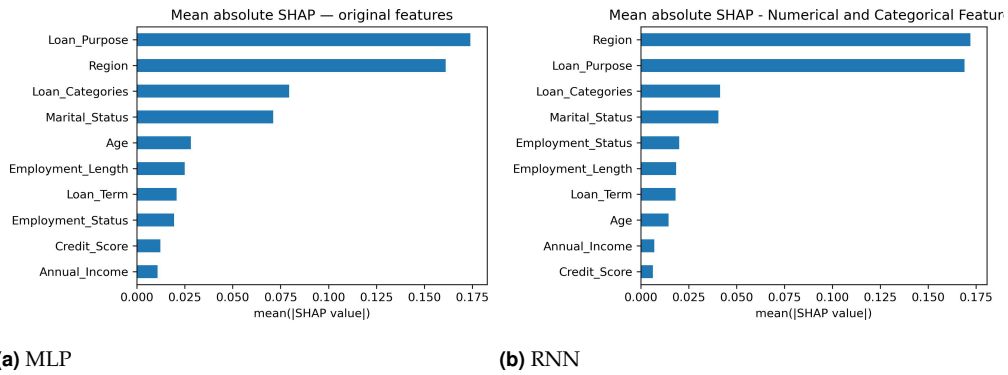 Mean absolute SHAP — original features
Loan_Purpose
Region
Loan_Categories
Marital_Status
Age
Employment_Length
Loan_Term
Employment_Status
Credit_Score
Annual_Income
0.000 0.025 0.050 0.075 0.100 0.125 0.150 0.175
mean(|SHAP value|)
(a) MLP
Mean absolute SHAP - Numerical and Categorical Featur
Region
Loan_Purpose
Loan_Categories
Marital_Status
Employment_Status
Employment_Length
Loan_Term
Age
Annual_Income
Credit_Score
0.000 0.025 0.050 0.075 0.100 0.125 0.150 0.175
mean(|SHAP value|)
(b) RNN